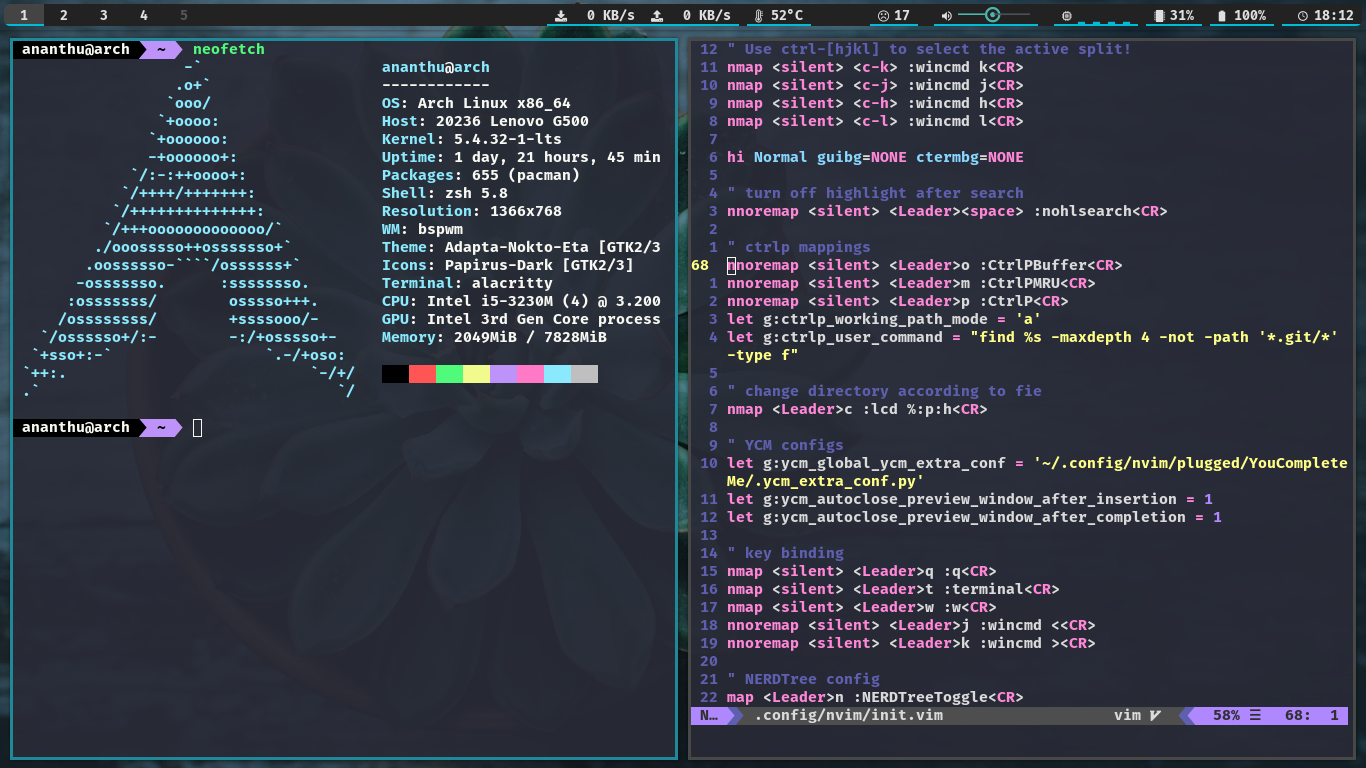 1 2 3 4 5 0 KB/s 0 KB/s 52°C 17 31% 100% 18:12
ananthu@arch ~ neofetch
ananthu@arch
------------
OS: Arch Linux x86_64
Host: 20236 Lenovo G500
Kernel: 5.4.32-1-lts
Uptime: 1 day, 21 hours, 45 min
Packages: 655 (pacman)
Shell: zsh 5.8
Resolution: 1366x768
WM: bspwm
Theme: Adapta-Nokto-Eta [GTK2/3
Icons: Papirus-Dark [GTK2/3]
Terminal: alacritty
CPU: Intel i5-3230M (4) @ 3.200
GPU: Intel 3rd Gen Core process
Memory: 2049MiB / 7828MiB
-`
.o+`
`ooo/
`+oooo:
`+oooooo:
-+oooooo+:
`/:-:++oooo+:
`/++++/+++++++:
`/++++++++++++++:
`/+++ooooooooooooo/`
./ooosssso++osssssso+`
.oossssso-````/ossssss+`
-osssssso.      :ssssssso.
:osssssss/        osssso+++.
/ossssssss/        +ssssooo/-
`/ossssso+/:-        -:/+osssso+-
`+sso+:-`                 `.-/+oso:
`++:.                           `-/+/
.`                                 `/
ananthu@arch ~
12 " Use ctrl-[hjkl] to select the active split!
11 nmap <silent> <c-k> :wincmd k<CR>
10 nmap <silent> <c-j> :wincmd j<CR>
9 nmap <silent> <c-h> :wincmd h<CR>
8 nmap <silent> <c-l> :wincmd l<CR>
7
6 hi Normal guibg=NONE ctermbg=NONE
5
4 " turn off highlight after search
3 nnoremap <silent> <Leader><space> :nohlsearch<CR>
2
1 " ctrlp mappings
68 nnoremap <silent> <Leader>o :CtrlPBuffer<CR>
1 nnoremap <silent> <Leader>m :CtrlPMRU<CR>
2 nnoremap <silent> <Leader>p :CtrlP<CR>
3 let g:ctrlp_working_path_mode = 'a'
4 let g:ctrlp_user_command = "find %s -maxdepth 4 -not -path '*.git/*'
-type f"
5
6 " change directory according to fie
7 nmap <Leader>c :lcd %:p:h<CR>
8
9 " YCM configs
10 let g:ycm_global_ycm_extra_conf = '~/.config/nvim/plugged/YouComplete
Me/.ycm_extra_conf.py'
11 let g:ycm_autoclose_preview_window_after_insertion = 1
12 let g:ycm_autoclose_preview_window_after_completion = 1
13
14 " key binding
15 nmap <silent> <Leader>q :q<CR>
16 nmap <silent> <Leader>t :terminal<CR>
17 nmap <silent> <Leader>w :w<CR>
18 nnoremap <silent> <Leader>j :wincmd <<CR>
19 nnoremap <silent> <Leader>k :wincmd ><CR>
20
21 " NERDTree config
22 map <Leader>n :NERDTreeToggle<CR>
N… .config/nvim/init.vim vim 58% ☰ 68: 1